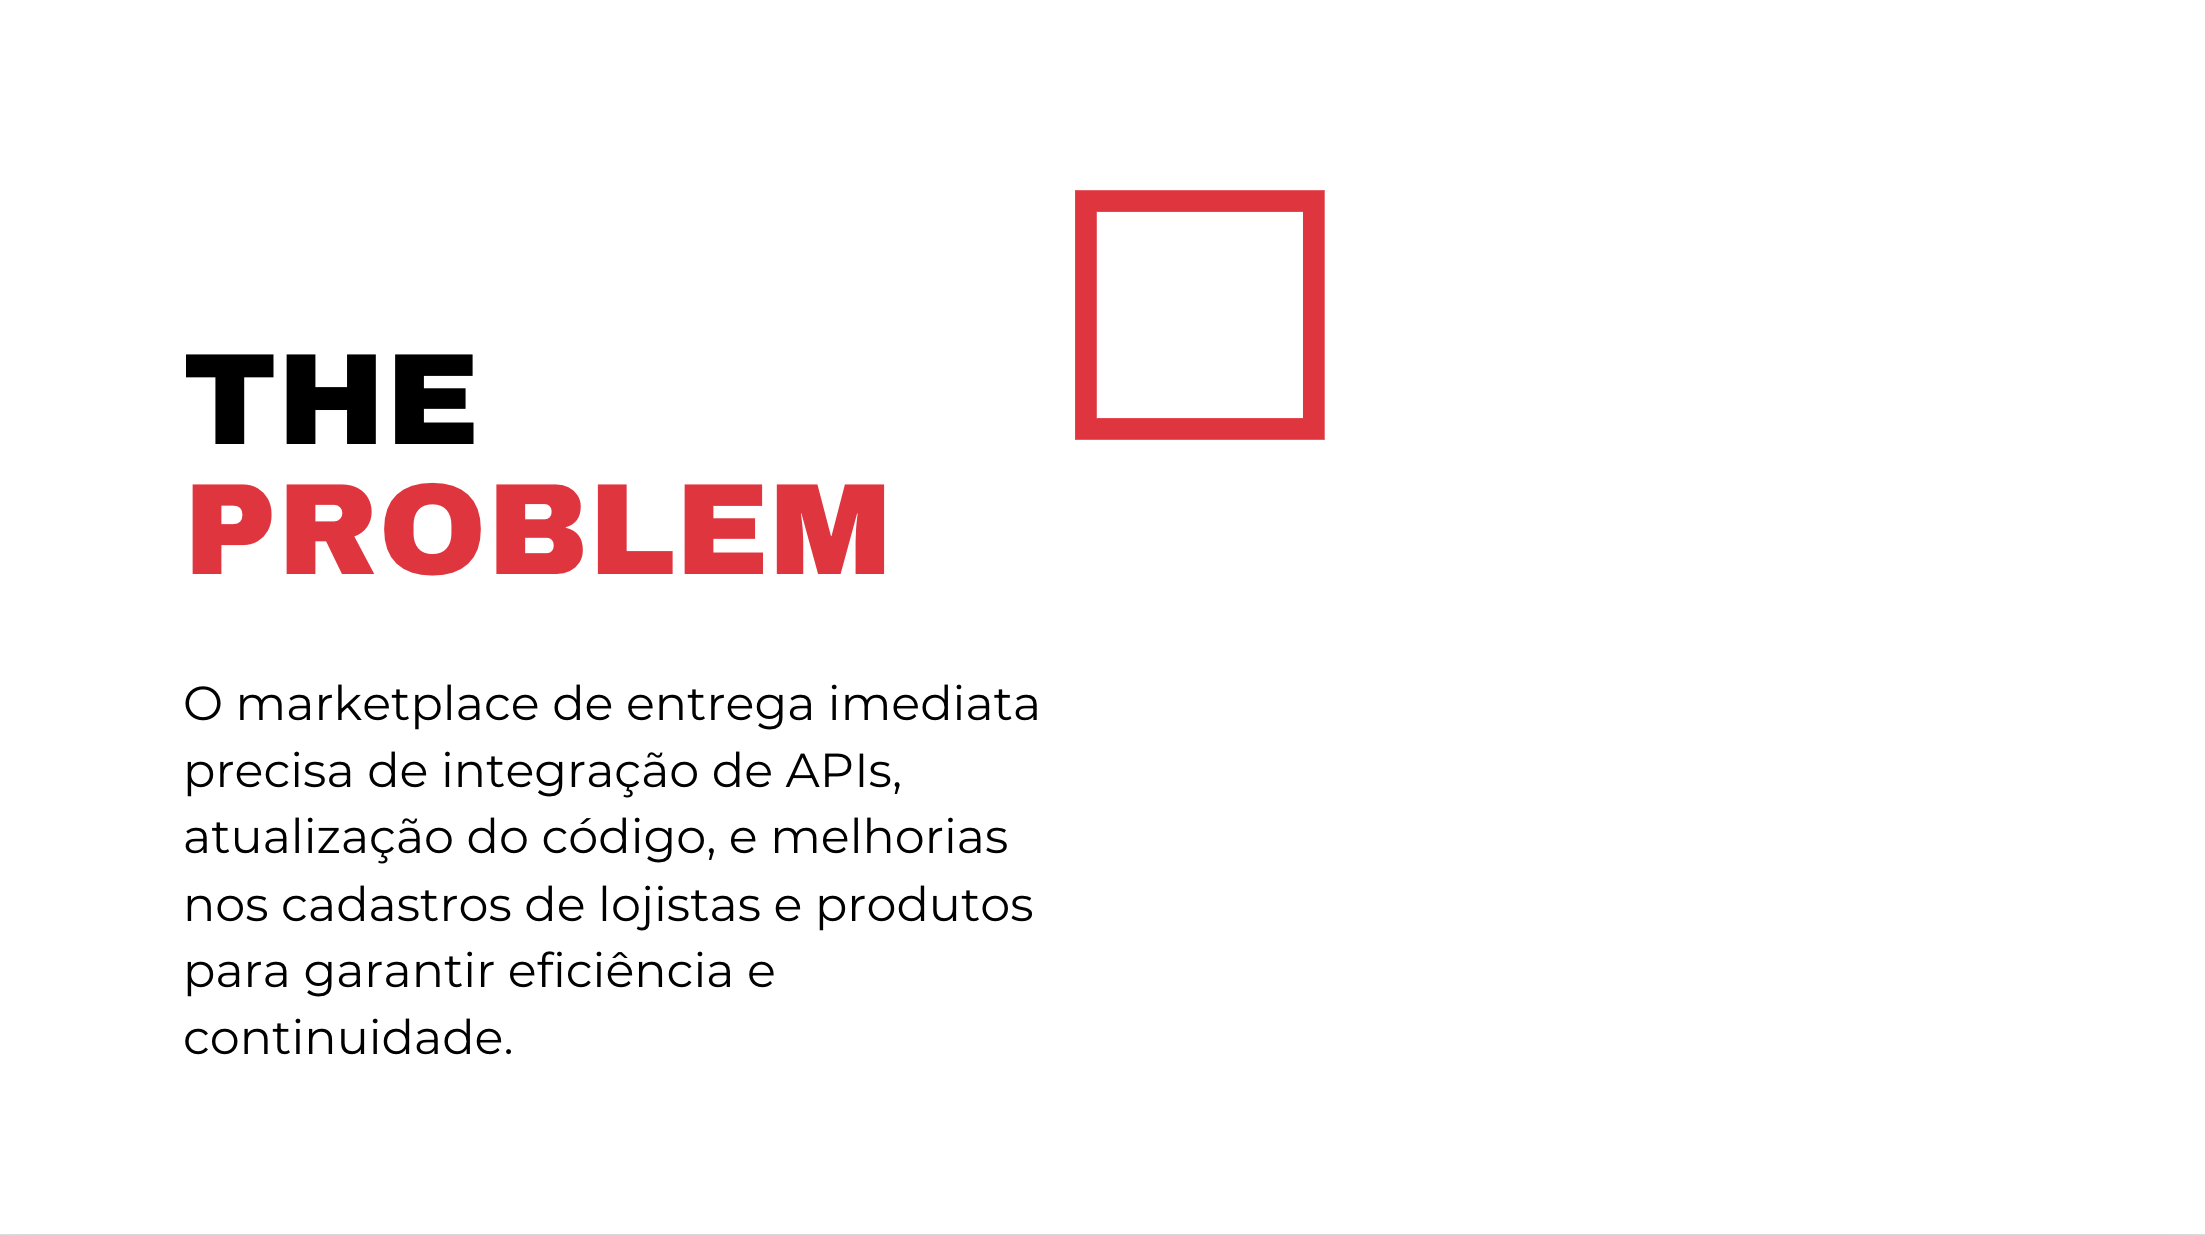 THE
PROBLEM
O marketplace de entrega imediata
precisa de integração de APIs,
atualização do código, e melhorias
nos cadastros de lojistas e produtos
para garantir eficiência e
continuidade.